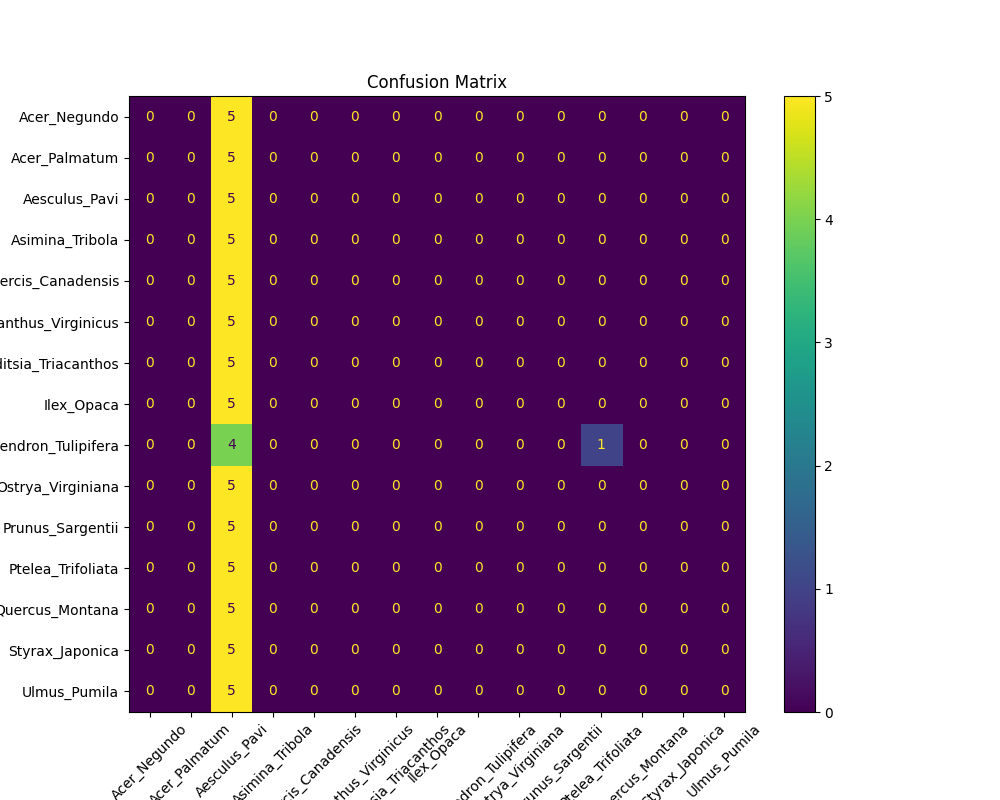 Confusion Matrix
Acer_Negundo 0 0 5 0 0 0 0 0 0 0 0 0 0 0 0
Acer_Palmatum 0 0 5 0 0 0 0 0 0 0 0 0 0 0 0
Aesculus_Pavi 0 0 5 0 0 0 0 0 0 0 0 0 0 0 0
Asimina_Tribola 0 0 5 0 0 0 0 0 0 0 0 0 0 0 0
ercis_Canadensis 0 0 5 0 0 0 0 0 0 0 0 0 0 0 0
anthus_Virginicus 0 0 5 0 0 0 0 0 0 0 0 0 0 0 0
ditsia_Triacanthos 0 0 5 0 0 0 0 0 0 0 0 0 0 0 0
Ilex_Opaca 0 0 5 0 0 0 0 0 0 0 0 0 0 0 0
endron_Tulipifera 0 0 4 0 0 0 0 0 0 0 0 1 0 0 0
Ostrya_Virginiana 0 0 5 0 0 0 0 0 0 0 0 0 0 0 0
Prunus_Sargentii 0 0 5 0 0 0 0 0 0 0 0 0 0 0 0
Ptelea_Trifoliata 0 0 5 0 0 0 0 0 0 0 0 0 0 0 0
Quercus_Montana 0 0 5 0 0 0 0 0 0 0 0 0 0 0 0
Styrax_Japonica 0 0 5 0 0 0 0 0 0 0 0 0 0 0 0
Ulmus_Pumila 0 0 5 0 0 0 0 0 0 0 0 0 0 0 0
Acer_Negundo
Acer_Palmatum
Aesculus_Pavi
Asimina_Tribola
cis_Canadensis
thus_Virginicus
sia_Triacanthos
Ilex_Opaca
dron_Tulipifera
trya_Virginiana
unus_Sargentii
Ptelea_Trifoliata
ercus_Montana
Styrax_Japonica
Ulmus_Pumila
5
4
3
2
1
0